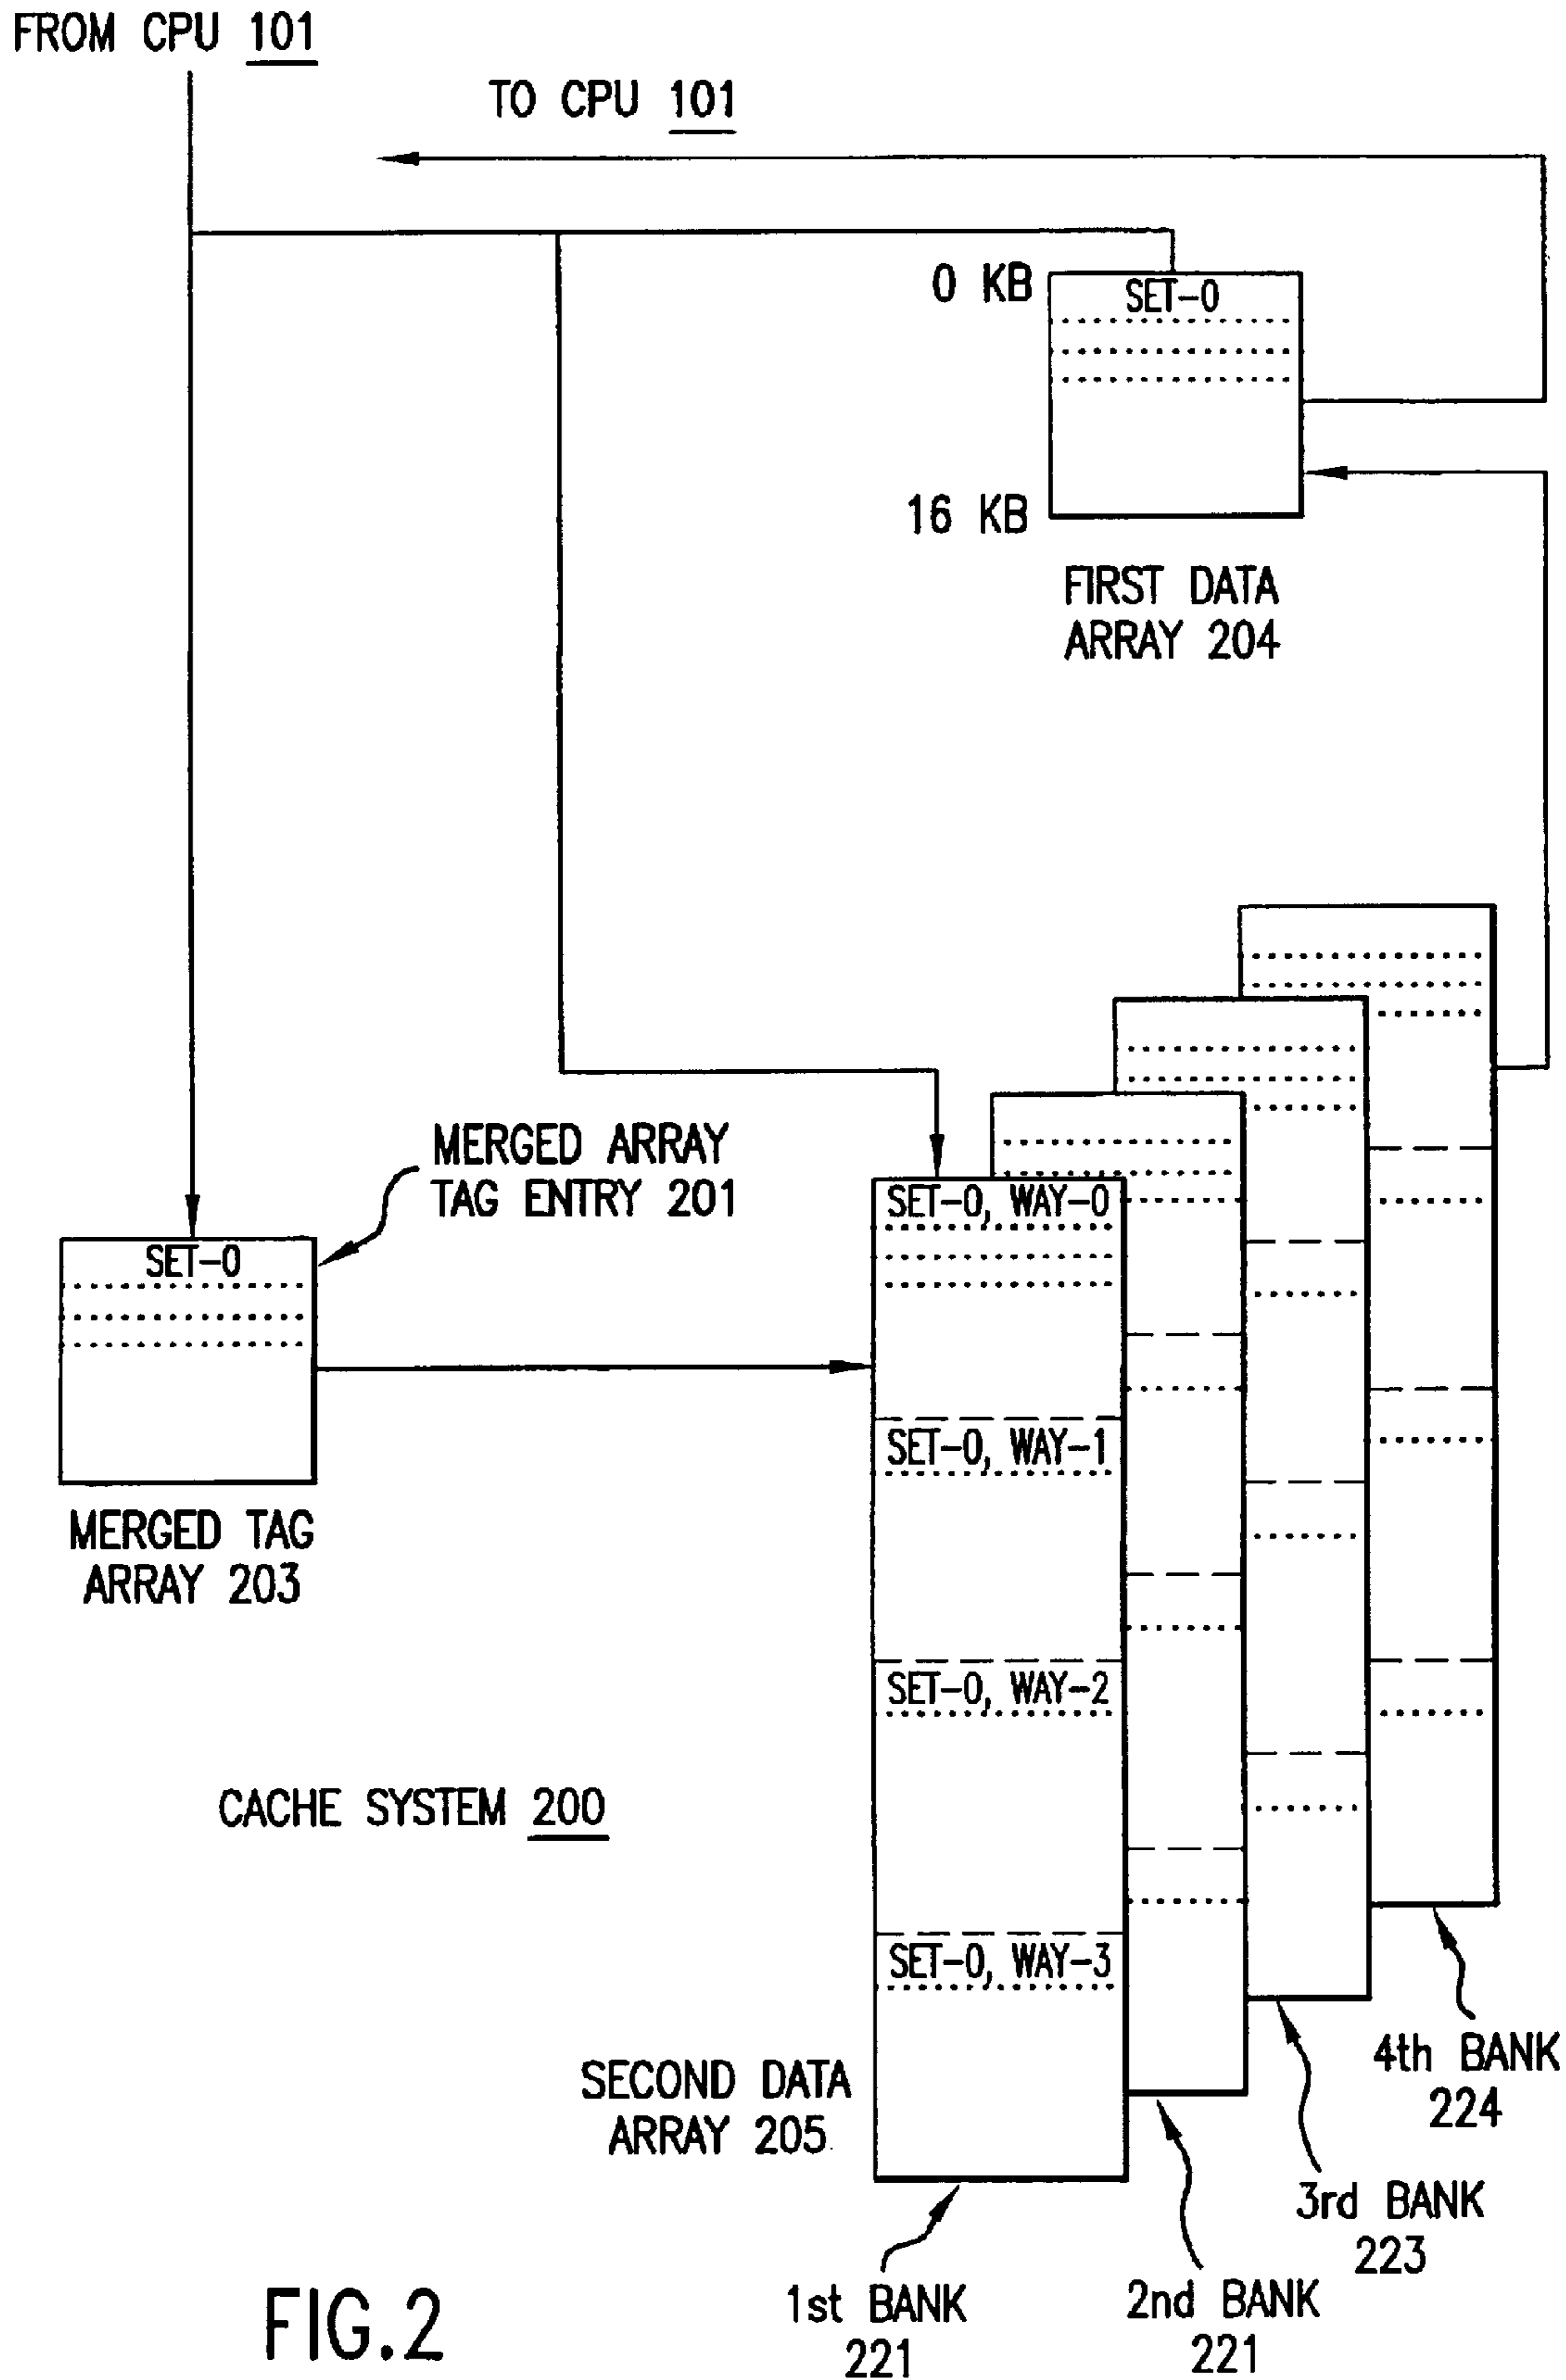 FROM CPU 101
TO CPU 101
0 KB
SET-0
16 KB
FIRST DATA
ARRAY 204
MERGED ARRAY
TAG ENTRY 201
SET-0
MERGED TAG
ARRAY 203
SET-0, WAY-0
SET-0, WAY-1
SET-0, WAY-2
SET-0, WAY-3
CACHE SYSTEM 200
SECOND DATA
ARRAY 205
4th BANK
224
3rd BANK
223
2nd BANK
221
1st BANK
221
FIG.2